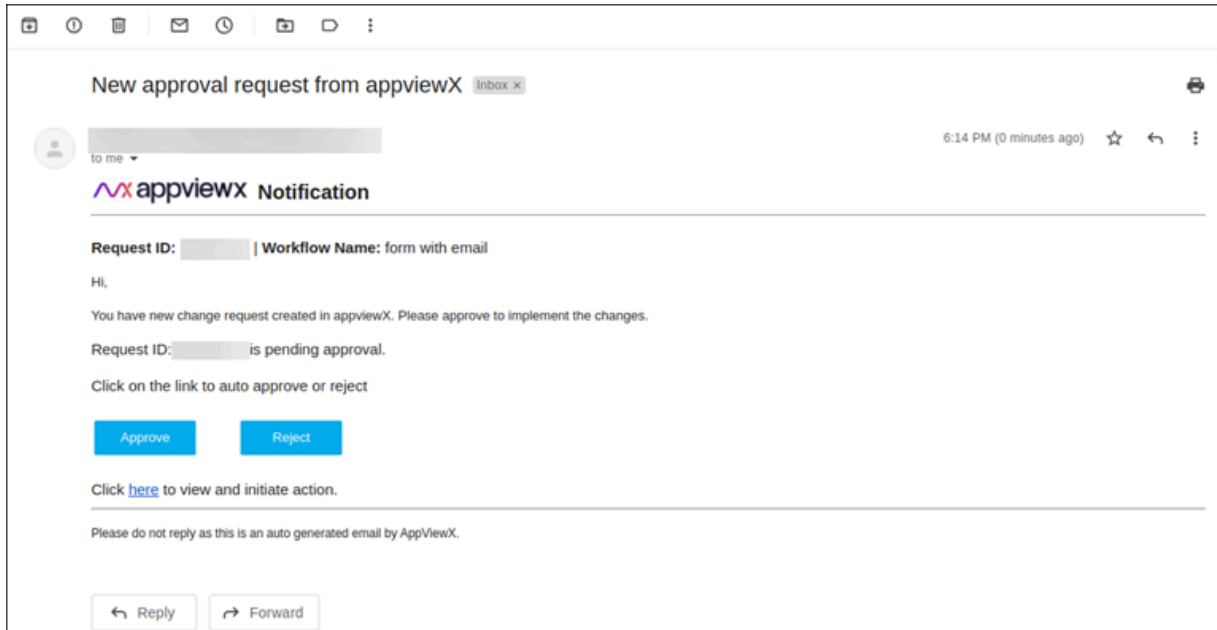 New approval request from appviewX Inbox ×
6:14 PM (0 minutes ago)
to me
appviewx Notification
Request ID: | Workflow Name: form with email
Hi,
You have new change request created in appviewX. Please approve to implement the changes.
Request ID: is pending approval.
Click on the link to auto approve or reject
Approve Reject
Click here to view and initiate action.
Please do not reply as this is an auto generated email by AppViewX.
Reply Forward